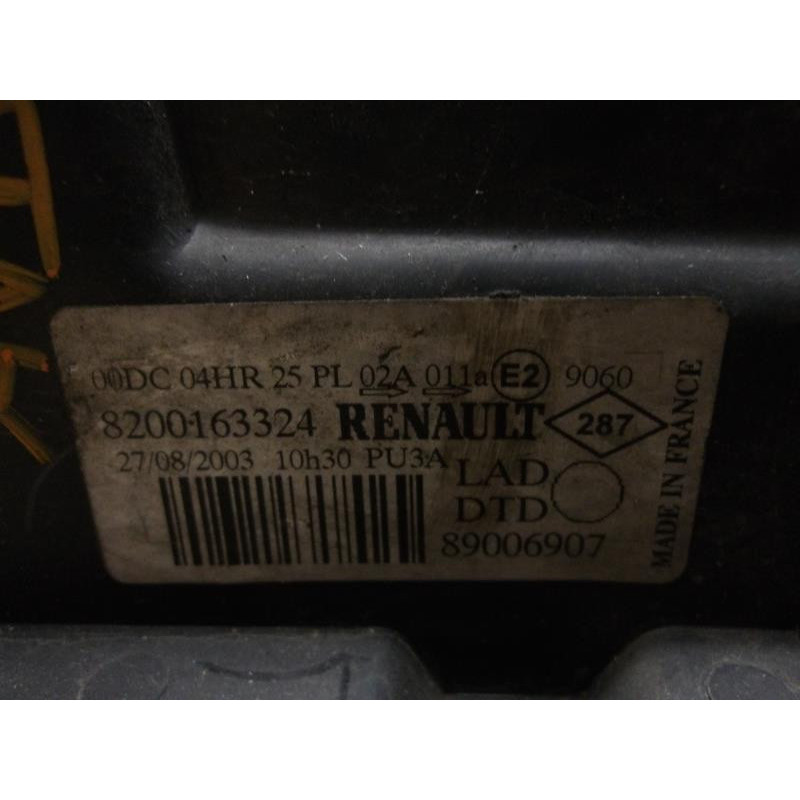 00DC 04HR 25 PL 02A 011a E2 9060
8200163324 RENAULT 287
27/08/2003 10h30 PU3A
LAD
DTD
89006907
MADE IN FRANCE